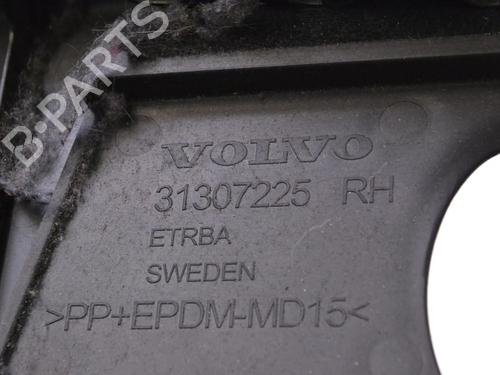 B-PARTS
VOLVO
31307225 RH
ETRBA
SWEDEN
>PP+EPDM-MD15<